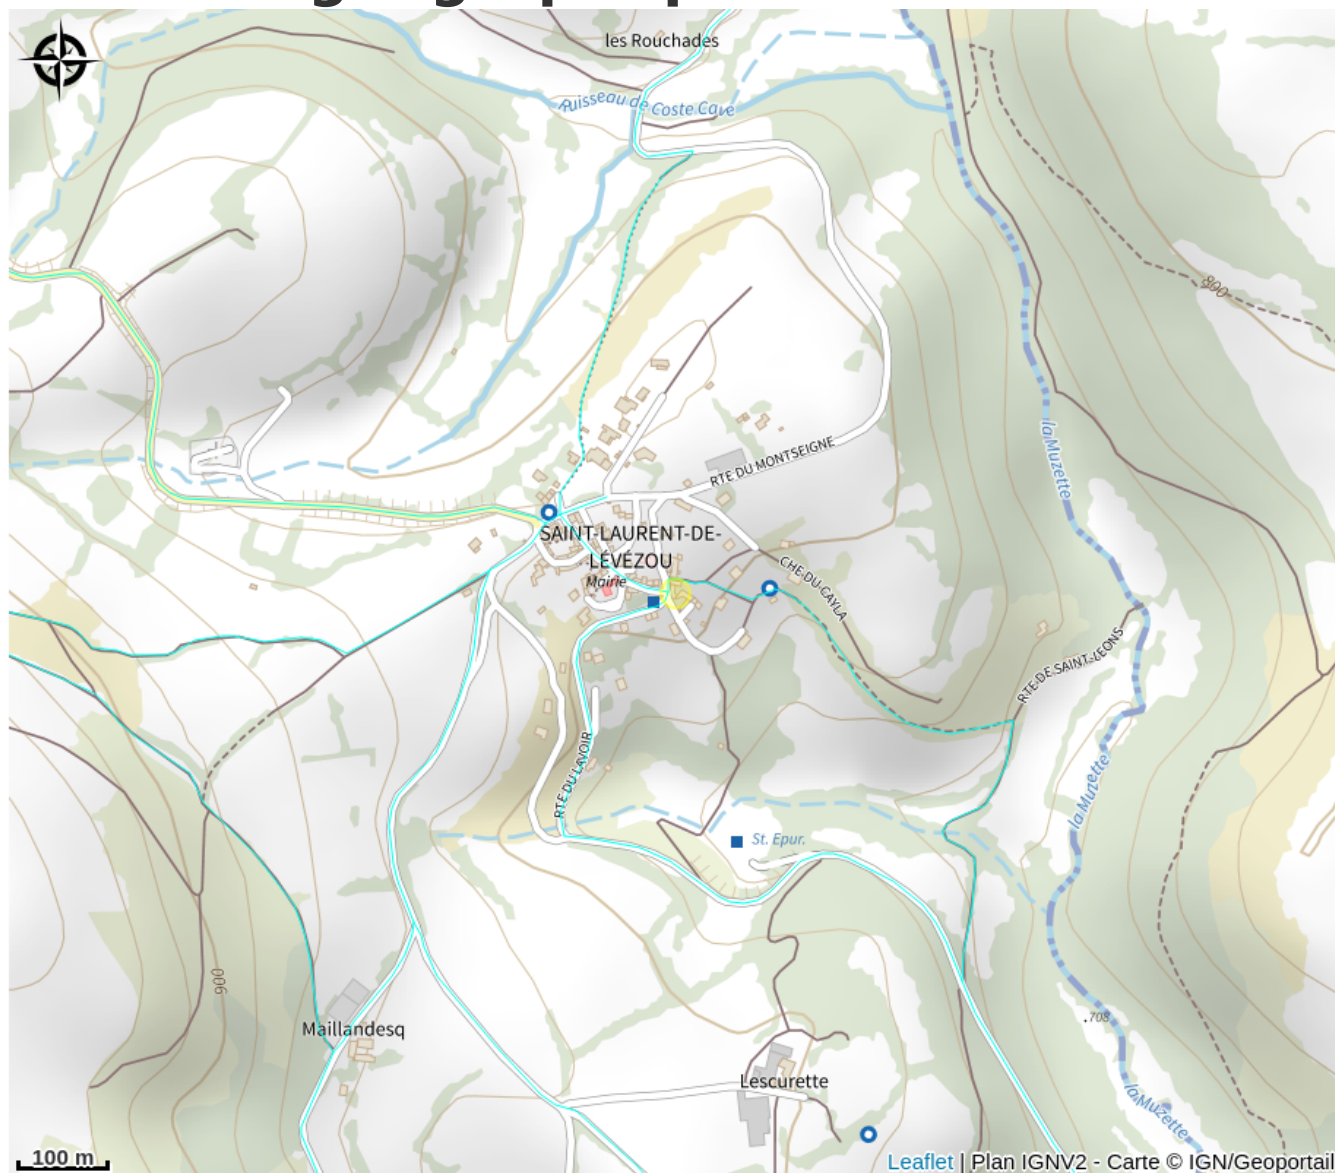 les Rouchades
Ruisseau de Coste Cave
800
la Muzette
RTE DU MONTSEIGNE
SAINT-LAURENT-DE-
LÉVÉZOU
Mairie
CHE DU CAYLA
RTE DE SAINT-LEONS
RTE DU LAVOIR
la Muzette
St. Epur.
900
Maillandesq
.708
Lescurette
la Muzette
100 m
Leaflet | Plan IGNV2 - Carte © IGN/Geoportail